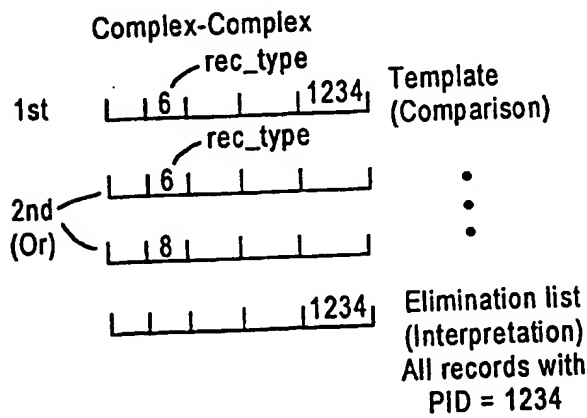 Complex-Complex
rec_type
1st 6 1234 Template
(Comparison)
rec_type
6
2nd
(Or)
8
1234 Elimination list
(Interpretation)
All records with
PID = 1234